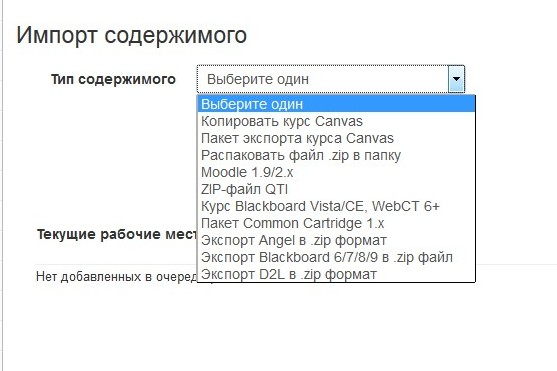 Импорт содержимого
Тип содержимого
Выберите один
Выберите один
Копировать курс Canvas
Пакет экспорта курса Canvas
Распаковать файл .zip в папку
Moodle 1.9/2.x
ZIP-файл QTI
Курс Blackboard Vista/CE, WebCT 6+
Пакет Common Cartridge 1.x
Экспорт Angel в .zip формат
Экспорт Blackboard 6/7/8/9 в .zip файл
Экспорт D2L в .zip формат
Текущие рабочие мест
Нет добавленных в очеред